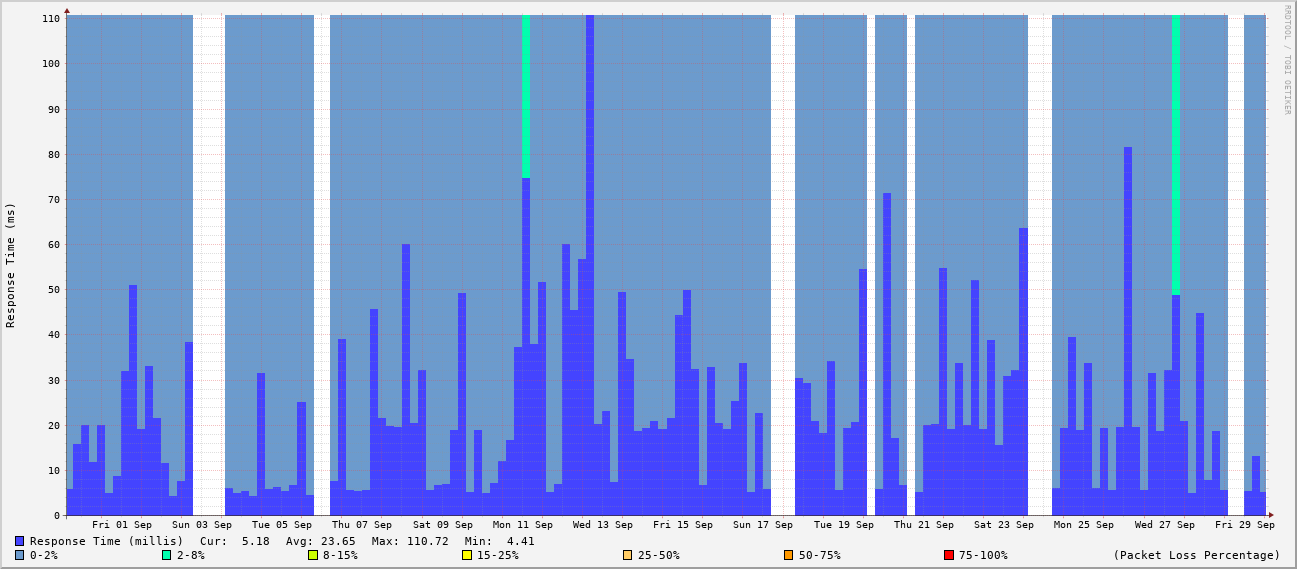 110
100
90
80
70
60
50
40
30
20
10
0
Response Time (ms)
RRDTOOL / TOBI OETIKER
Fri 01 Sep Sun 03 Sep Tue 05 Sep Thu 07 Sep Sat 09 Sep Mon 11 Sep Wed 13 Sep Fri 15 Sep Sun 17 Sep Tue 19 Sep Thu 21 Sep Sat 23 Sep Mon 25 Sep Wed 27 Sep Fri 29 Sep
Response Time (millis) Cur: 5.18 Avg: 23.65 Max: 110.72 Min: 4.41
0-2% 2-8% 8-15% 15-25% 25-50% 50-75% 75-100% (Packet Loss Percentage)